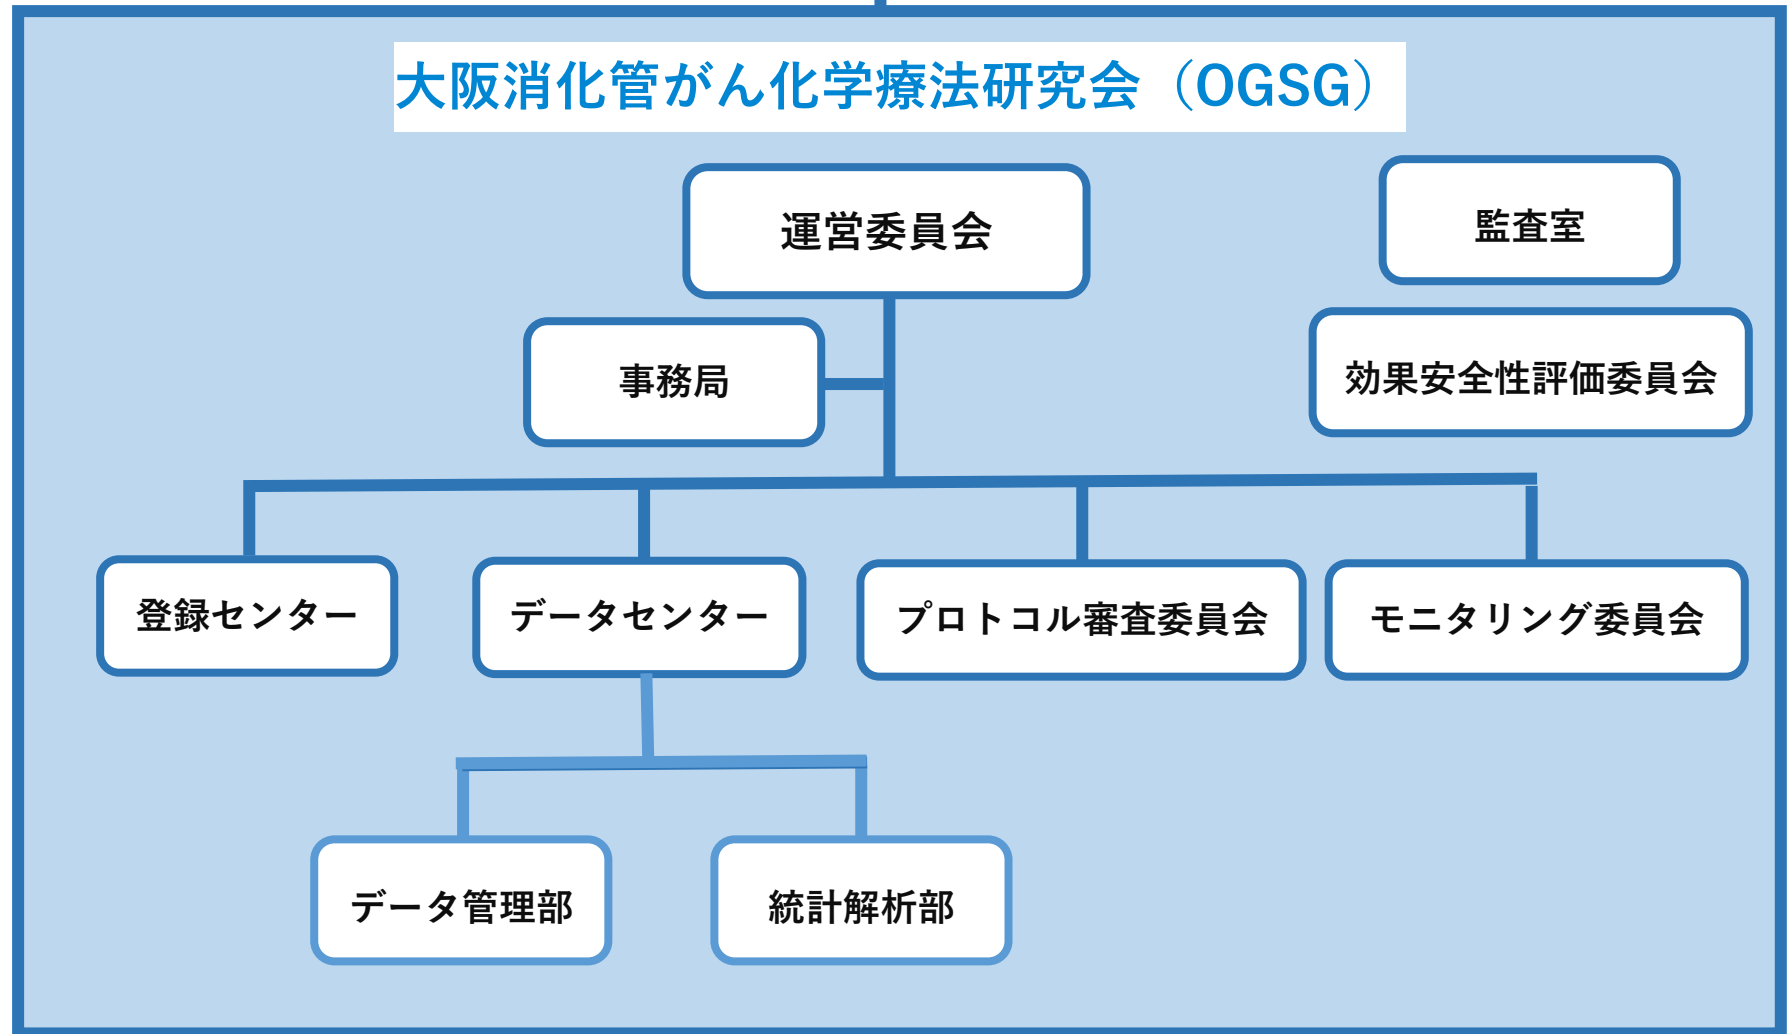 大阪消化管がん化学療法研究会（OGSG）
運営委員会
監査室
事務局
効果安全性評価委員会
登録センター
データセンター
プロトコル審査委員会
モニタリング委員会
データ管理部
統計解析部